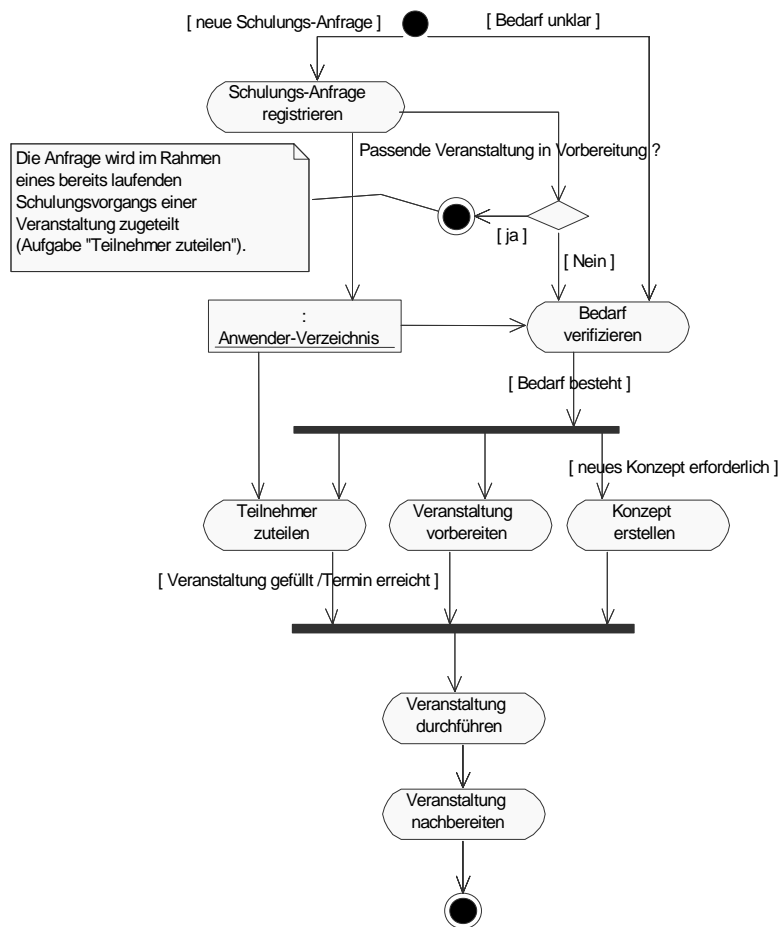 [ neue Schulungs-Anfrage ]
[ Bedarf unklar ]
Schulungs-Anfrage
registrieren
Passende Veranstaltung in Vorbereitung ?
Die Anfrage wird im Rahmen
eines bereits laufenden
Schulungsvorgangs einer
Veranstaltung zugeteilt
(Aufgabe "Teilnehmer zuteilen").
[ ja ]
[ Nein ]
:
Anwender-Verzeichnis
Bedarf
verifizieren
[ Bedarf besteht ]
[ neues Konzept erforderlich ]
Teilnehmer
zuteilen
Veranstaltung
vorbereiten
Konzept
erstellen
[ Veranstaltung gefüllt /Termin erreicht ]
Veranstaltung
durchführen
Veranstaltung
nachbereiten